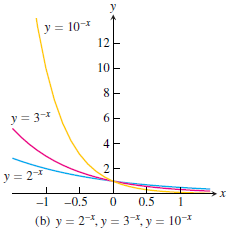 y
y = 10⁻ˣ
12
10
8
y = 3⁻ˣ
6
4
y = 2⁻ˣ
2
x
–1 –0.5 0 0.5 1
(b) y = 2⁻ˣ, y = 3⁻ˣ, y = 10⁻ˣ